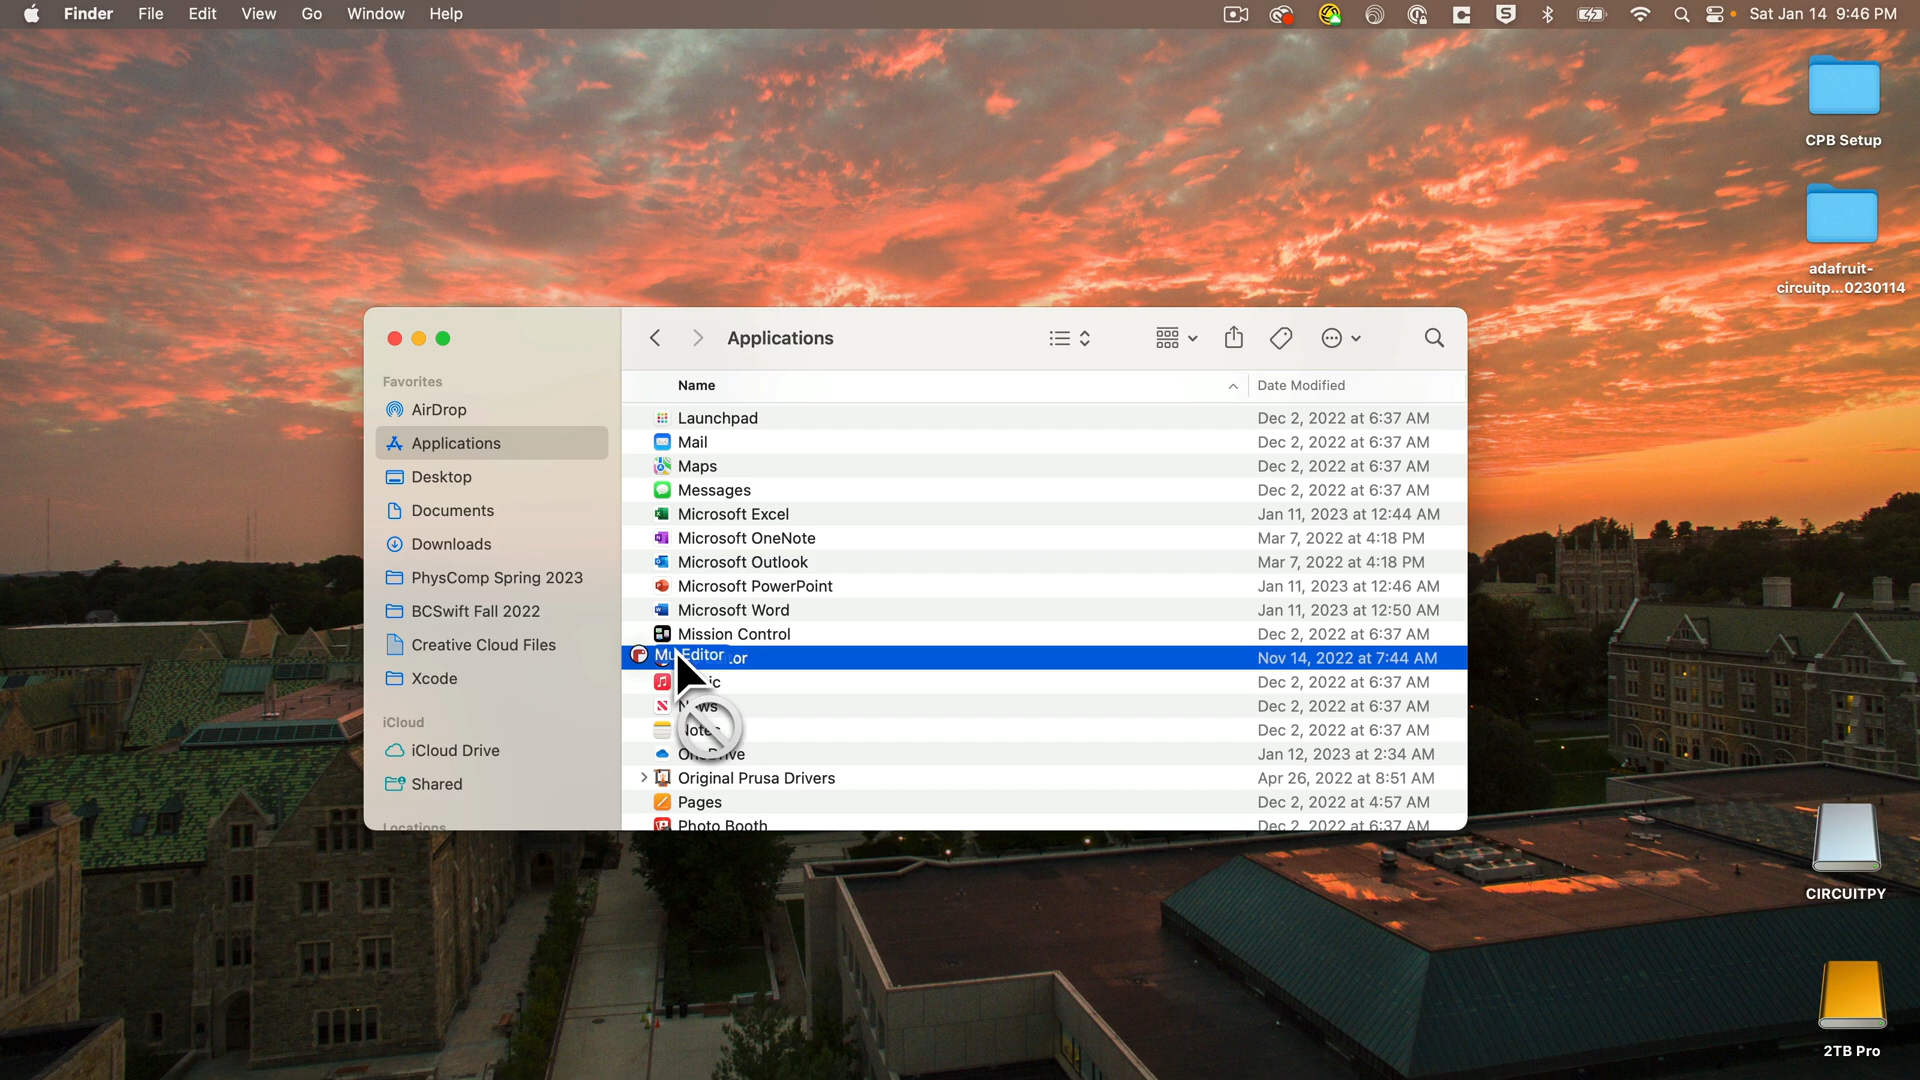 Finder File Edit View Go Window Help
Sat Jan 14 9:46 PM
CPB Setup
adafruit-
circuitp...0230114
Applications
Favorites
AirDrop
Applications
Desktop
Documents
Downloads
PhysComp Spring 2023
BCSwift Fall 2022
Creative Cloud Files
Xcode
iCloud
iCloud Drive
Shared
Locations
Name Date Modified
Launchpad Dec 2, 2022 at 6:37 AM
Mail Dec 2, 2022 at 6:37 AM
Maps Dec 2, 2022 at 6:37 AM
Messages Dec 2, 2022 at 6:37 AM
Microsoft Excel Jan 11, 2023 at 12:44 AM
Microsoft OneNote Mar 7, 2022 at 4:18 PM
Microsoft Outlook Mar 7, 2022 at 4:18 PM
Microsoft PowerPoint Jan 11, 2023 at 12:46 AM
Microsoft Word Jan 11, 2023 at 12:50 AM
Mission Control Dec 2, 2022 at 6:37 AM
Mu Editor Nov 14, 2022 at 7:44 AM
Dec 2, 2022 at 6:37 AM
News Dec 2, 2022 at 6:37 AM
Notes Dec 2, 2022 at 6:37 AM
OneDrive Jan 12, 2023 at 2:34 AM
Original Prusa Drivers Apr 26, 2022 at 8:51 AM
Pages Dec 2, 2022 at 4:57 AM
Photo Booth Dec 2, 2022 at 6:37 AM
CIRCUITPY
2TB Pro